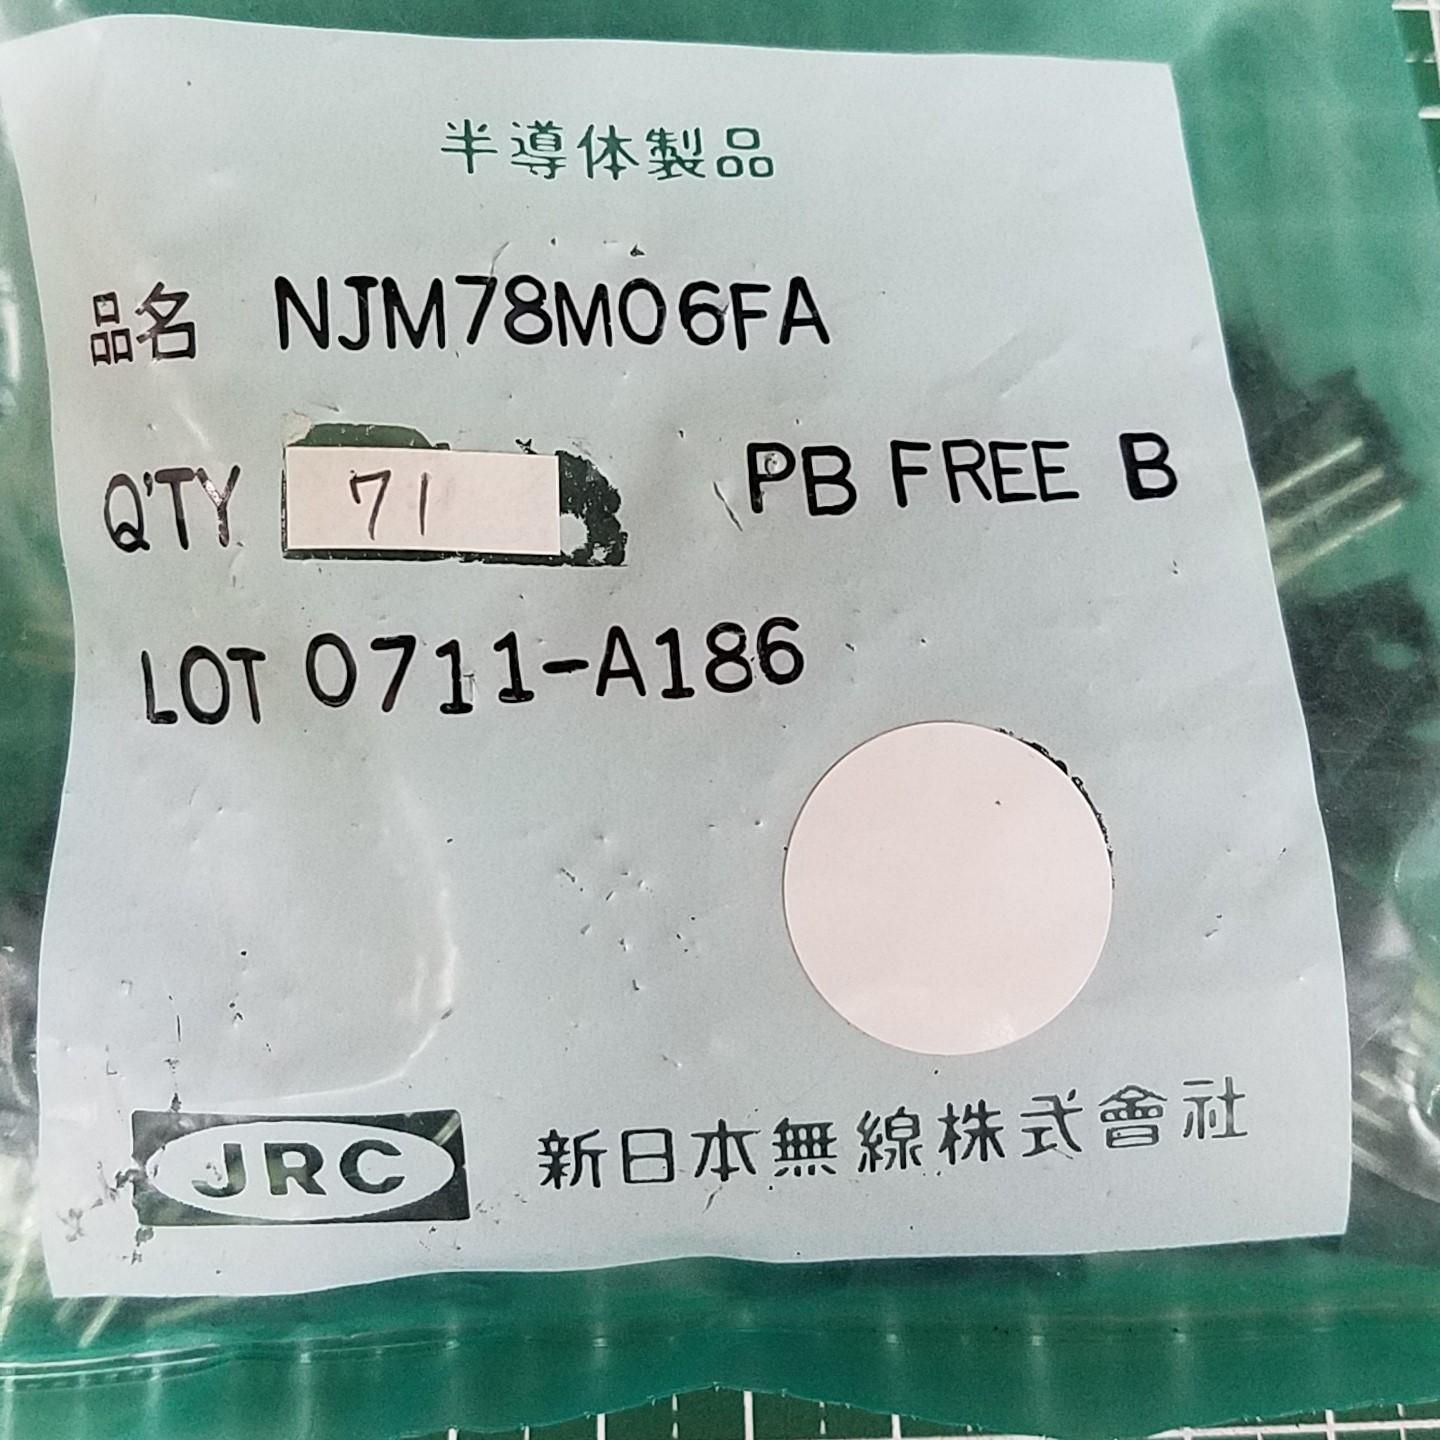 半導体製品
品名 NJM78M06FA
Q'TY 71 PB FREE B
LOT 0711-A186
JRC 新日本無線株式會社